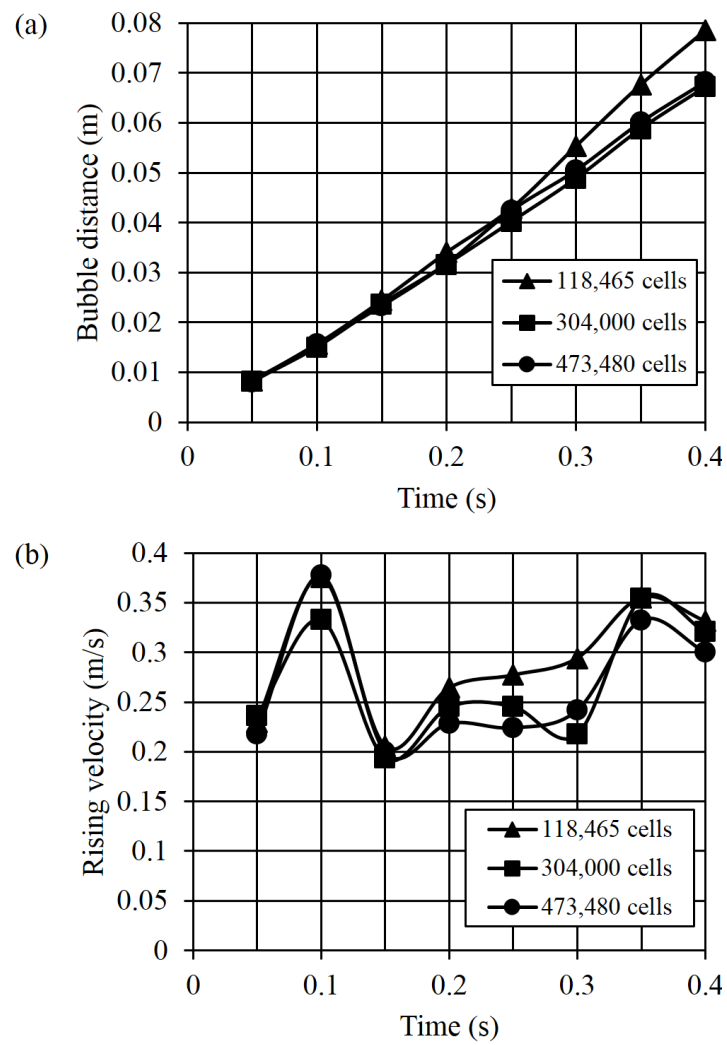 (a)
Bubble distance (m)
0.08
0.07
0.06
0.05
0.04
0.03
0.02
0.01
0
118,465 cells
304,000 cells
473,480 cells
0 0.1 0.2 0.3 0.4
Time (s)
(b)
Rising velocity (m/s)
0.4
0.35
0.3
0.25
0.2
0.15
0.1
0.05
0
118,465 cells
304,000 cells
473,480 cells
0 0.1 0.2 0.3 0.4
Time (s)